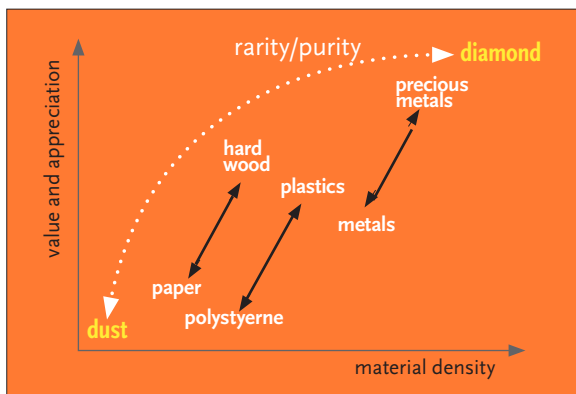 rarity/purity
diamond
precious
metals
hard
wood
plastics
metals
paper
polystyerne
dust
value and appreciation
material density